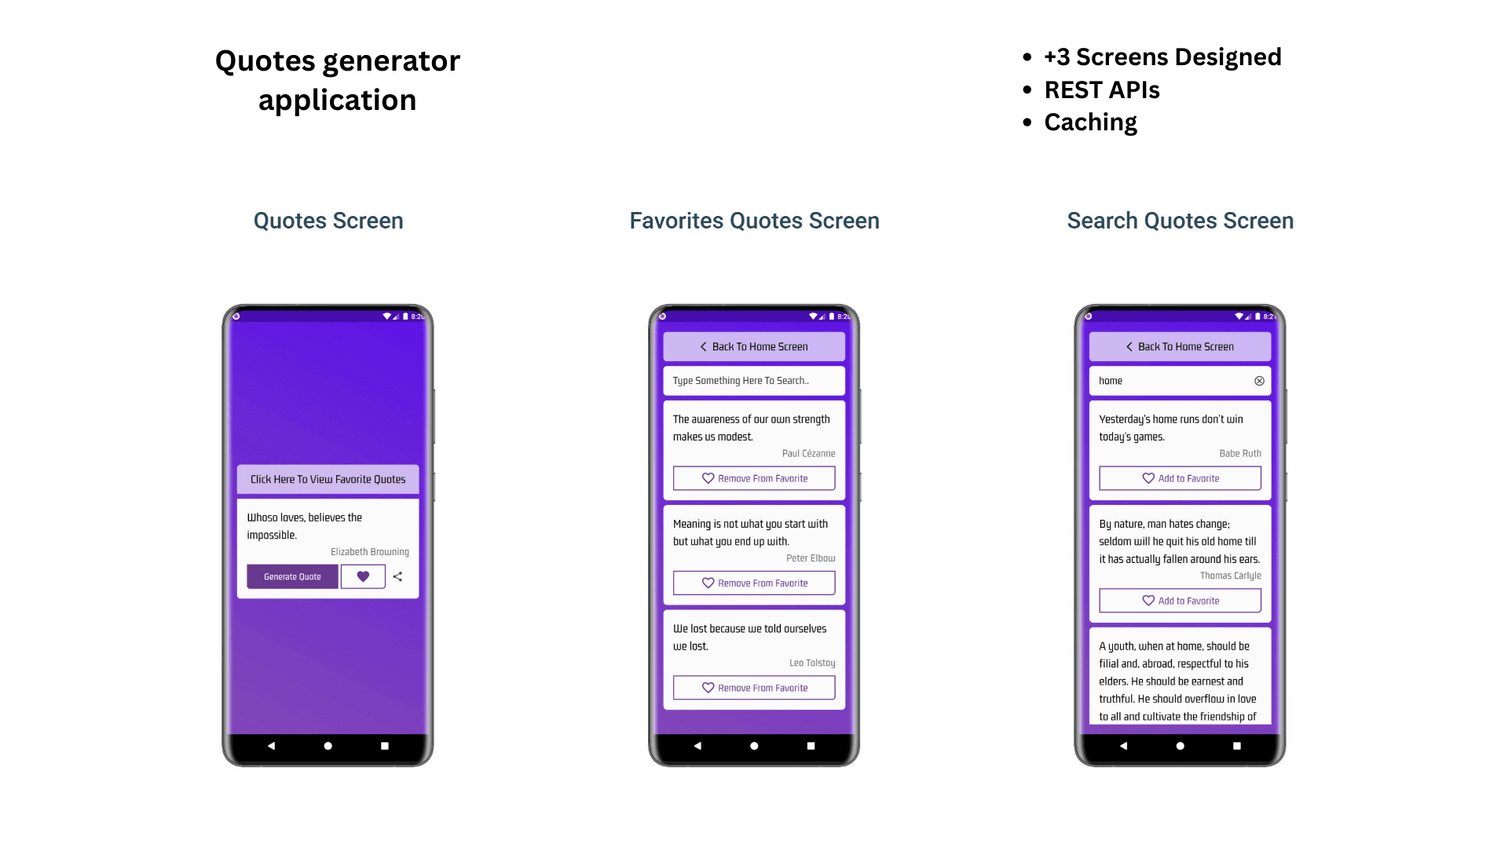 Quotes generator
application
• +3 Screens Designed
• REST APIs
• Caching
Quotes Screen
Click Here To View Favorite Quotes
Whoso loves, believes the
impossible.
Elizabeth Browning
Generate Quote
Favorites Quotes Screen
Back To Home Screen
Type Something Here To Search..
The awareness of our own strength
makes us modest.
Paul Cézanne
Remove From Favorite
Meaning is not what you start with
but what you end up with.
Peter Elbow
Remove From Favorite
We lost because we told ourselves
we lost.
Leo Tolstoy
Remove From Favorite
Search Quotes Screen
Back To Home Screen
home
Yesterday's home runs don't win
today's games.
Babe Ruth
Add to Favorite
By nature, man hates change;
seldom will he quit his old home till
it has actually fallen around his ears.
Thomas Carlyle
Add to Favorite
A youth, when at home, should be
filial and, abroad, respectful to his
elders. He should be earnest and
truthful. He should overflow in love
to all and cultivate the friendship of